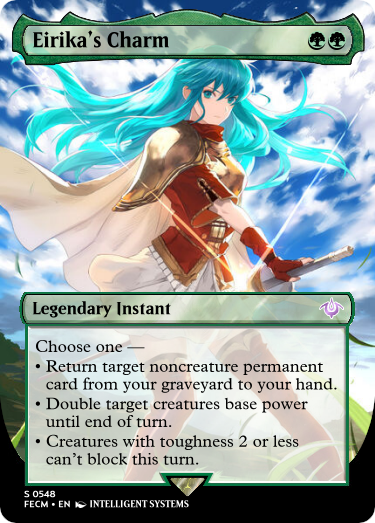 Eirika's Charm
Legendary Instant
Choose one —
• Return target noncreature permanent
card from your graveyard to your hand.
• Double target creatures base power
until end of turn.
• Creatures with toughness 2 or less
can't block this turn.
S 0548
FECM • EN INTELLIGENT SYSTEMS